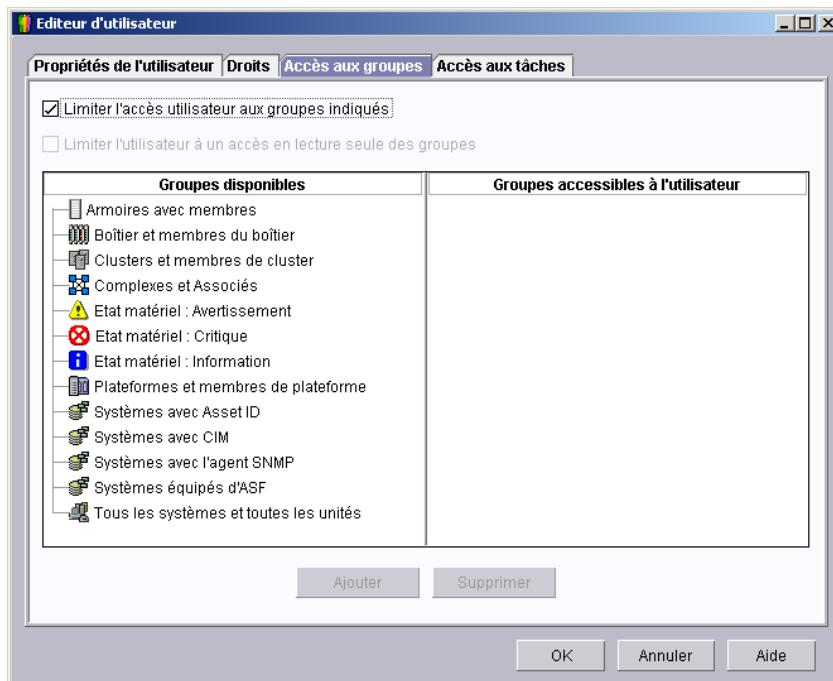 Editeur d'utilisateur
Propriétés de l'utilisateur Droits Accès aux groupes Accès aux tâches
Limiter l'accès utilisateur aux groupes indiqués
Limiter l'utilisateur à un accès en lecture seule des groupes
Groupes disponibles Groupes accessibles à l'utilisateur
Armoires avec membres
Boîtier et membres du boîtier
Clusters et membres de cluster
Complexes et Associés
Etat matériel : Avertissement
Etat matériel : Critique
Etat matériel : Information
Plateformes et membres de plateforme
Systèmes avec Asset ID
Systèmes avec CIM
Systèmes avec l'agent SNMP
Systèmes équipés d'ASF
Tous les systèmes et toutes les unités
Ajouter Supprimer
OK Annuler Aide